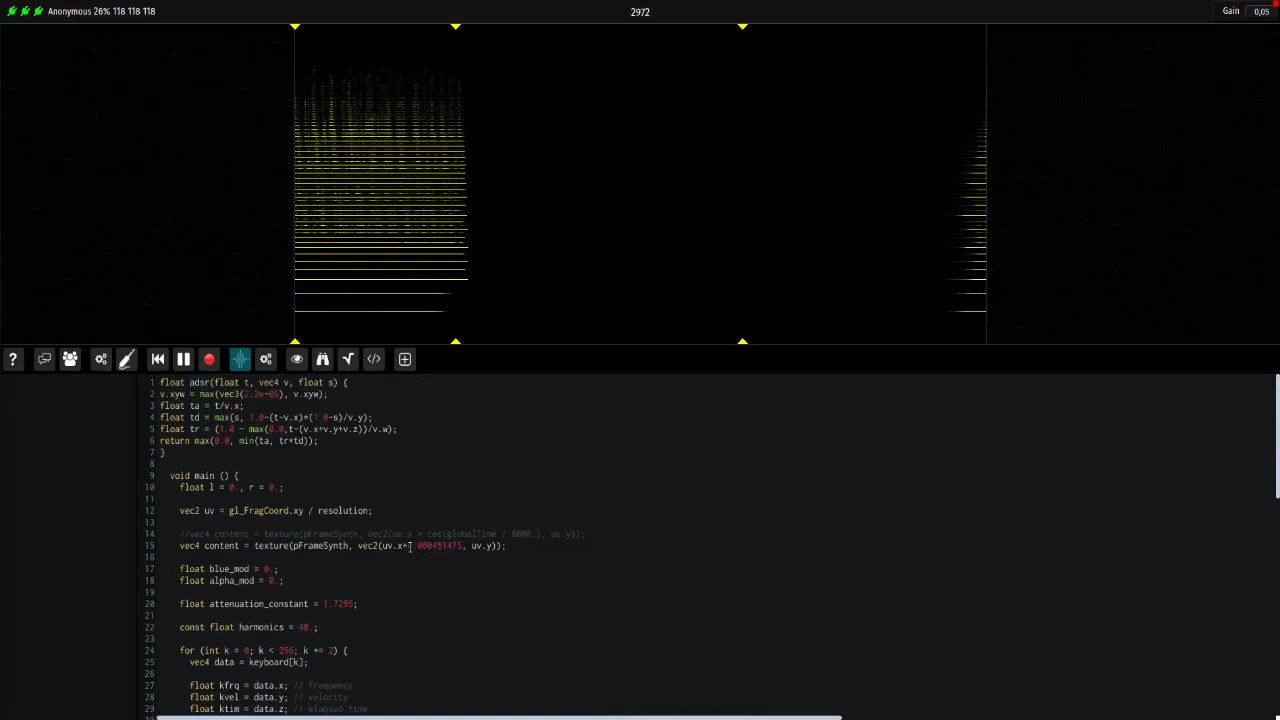 Anonymous 26% 118 118 118
2972
Gain 0,05
1 float adsr(float t, vec4 v, float s) {
2 v.xyw = max(vec3(2.2e-05), v.xyw);
3 float ta = t/v.x;
4 float td = max(s, 1.0-(t-v.x)*(1.0-s)/v.y);
5 float tr = (1.0 - max(0.0,t-(v.x+v.y+v.z))/v.w);
6 return max(0.0, min(ta, tr*td));
7 }
8
9 void main () {
10 float l = 0., r = 0.;
11
12 vec2 uv = gl_FragCoord.xy / resolution;
13
14 //vec4 content = texture(pFrameSynth, vec2(uv.x + cos(globalTime / 8000.), uv.y));
15 vec4 content = texture(pFrameSynth, uv.y));
16
17 float blue_mod = 0.;
18 float alpha_mod = 0.;
19
20 float attenuation_constant = 1.7295;
21
22 const float harmonics = 48.;
23
24 for (int k = 0; k < 256; k += 2) {
25 vec4 data = keyboard[k];
26
27 float kfrq = data.x; // frequency
28 float kvel = data.y; // velocity
29 float ktim = data.z; // elapsed time